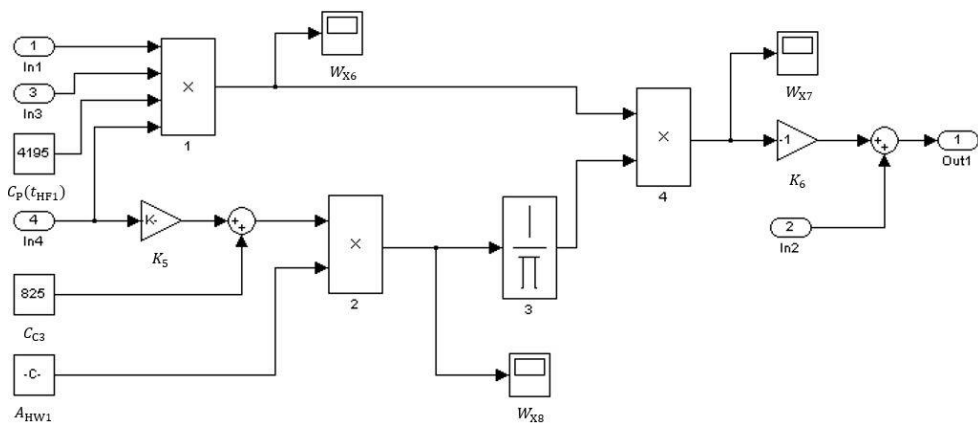 1
In1
3
In3
4195
C_P(t_HF1)
4
In4
×
1
W_X6
K-
K_5
+
+
825
C_C3
-C-
A_HW1
×
2
|
∏
3
W_X8
×
4
W_X7
-1
K_6
+
+
2
In2
1
Out1